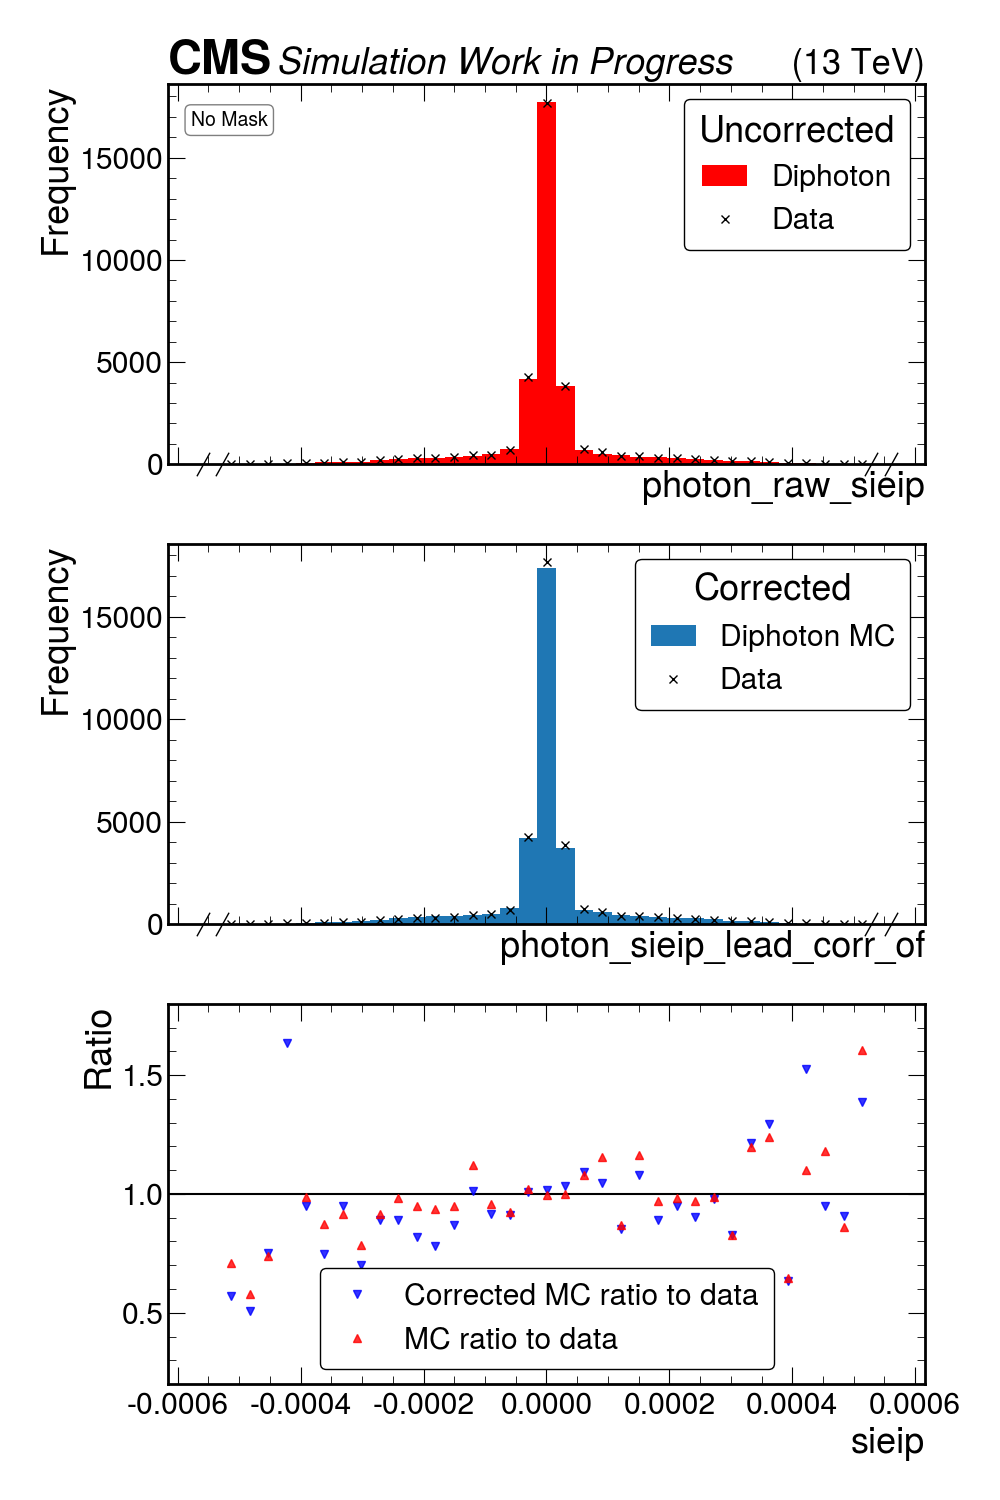 CMS Simulation Work in Progress (13 TeV)
Frequency
No Mask
Uncorrected
Diphoton
Data
15000
10000
5000
0
photon_raw_sieip
Frequency
Corrected
Diphoton MC
Data
15000
10000
5000
0
photon_sieip_lead_corr_of
Ratio
1.5
1.0
0.5
Corrected MC ratio to data
MC ratio to data
-0.0006 -0.0004 -0.0002 0.0000 0.0002 0.0004 0.0006
sieip